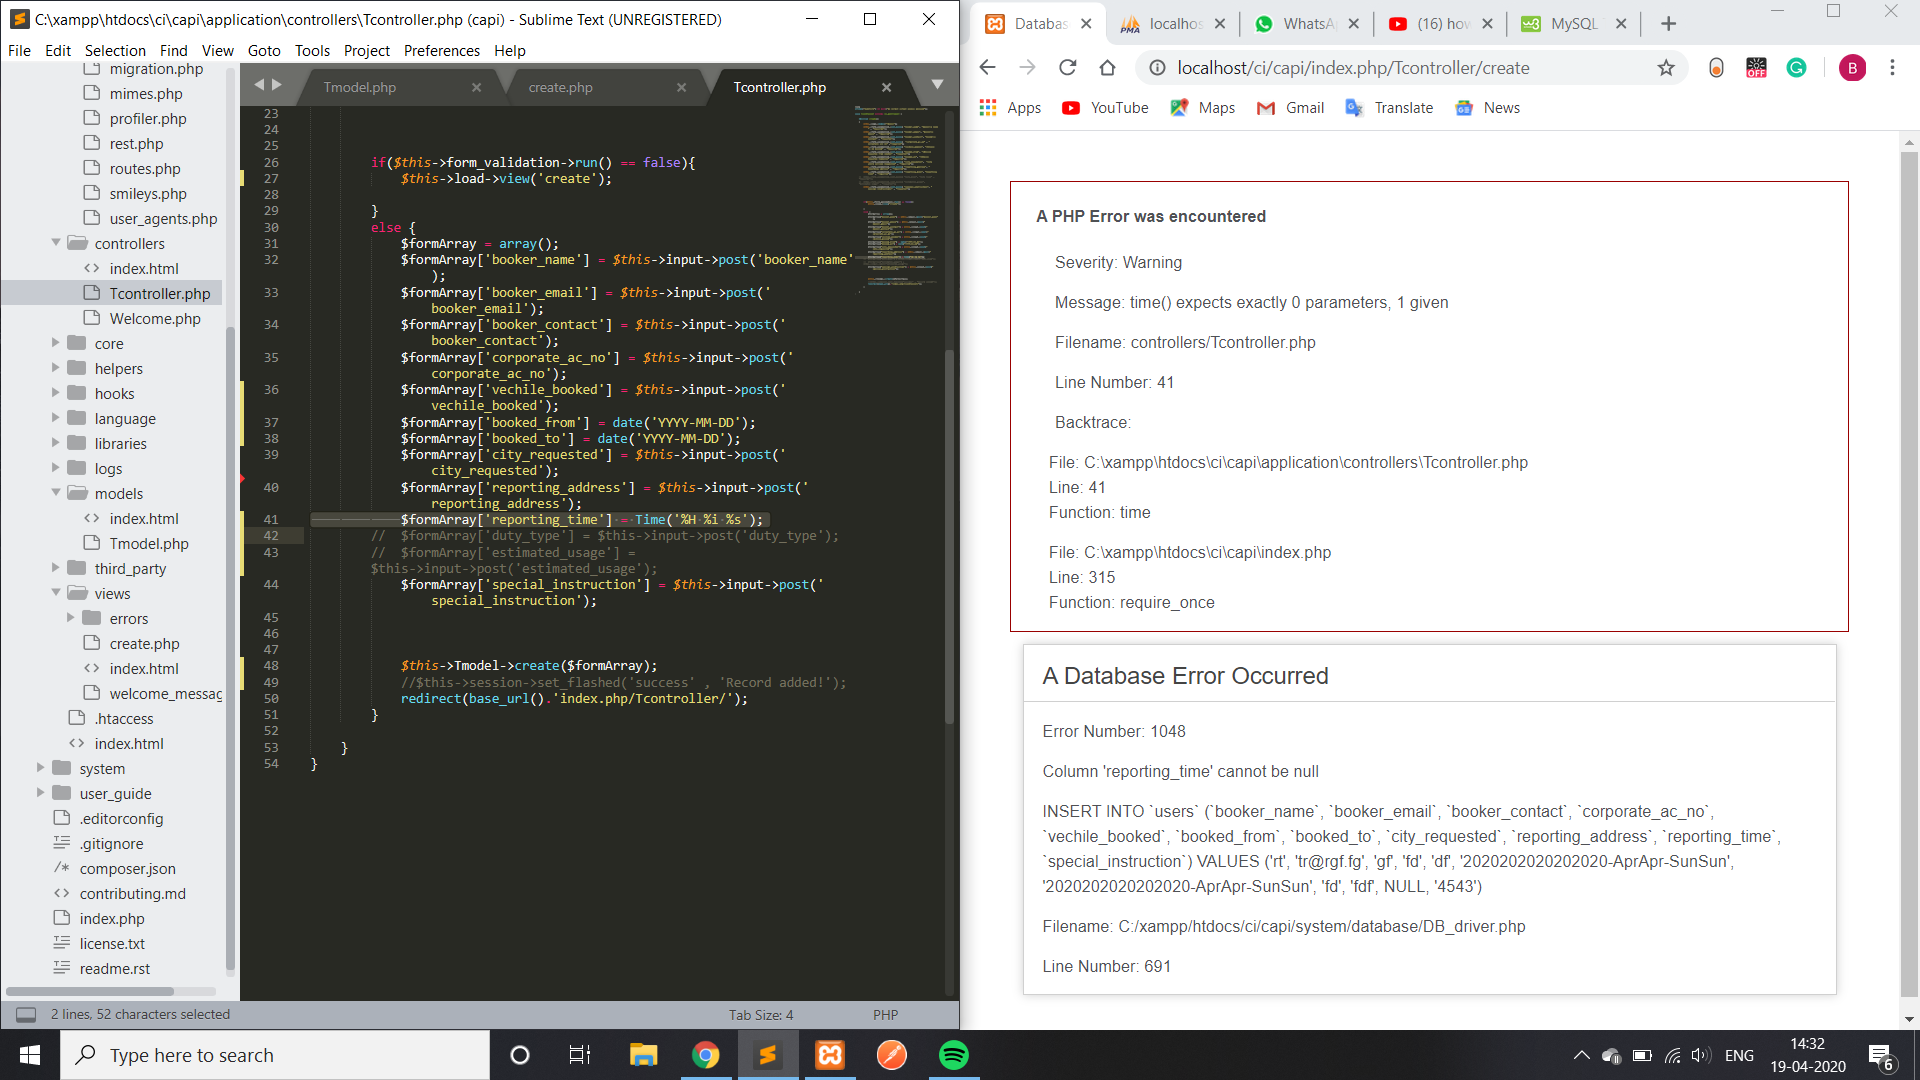 C:\xampp\htdocs\ci\capi\application\controllers\Tcontroller.php (capi) - Sublime Text (UNREGISTERED)
File Edit Selection Find View Goto Tools Project Preferences Help
migration.php
mimes.php
profiler.php
rest.php
routes.php
smileys.php
user_agents.php
controllers
index.html
Tcontroller.php
Welcome.php
core
helpers
hooks
language
libraries
logs
models
index.html
Tmodel.php
third_party
views
errors
create.php
index.html
welcome_messag
.htaccess
index.html
system
user_guide
.editorconfig
.gitignore
composer.json
contributing.md
index.php
license.txt
readme.rst
Tmodel.php create.php Tcontroller.php
23
24
25
26 if($this->form_validation->run() == false){
27 $this->load->view('create');
28
29 }
30 else {
31 $formArray = array();
32 $formArray['booker_name'] = $this->input->post('booker_name'
);
33 $formArray['booker_email'] = $this->input->post('
booker_email');
34 $formArray['booker_contact'] = $this->input->post('
booker_contact');
35 $formArray['corporate_ac_no'] = $this->input->post('
corporate_ac_no');
36 $formArray['vechile_booked'] = $this->input->post('
vechile_booked');
37 $formArray['booked_from'] = date('YYYY-MM-DD');
38 $formArray['booked_to'] = date('YYYY-MM-DD');
39 $formArray['city_requested'] = $this->input->post('
city_requested');
40 $formArray['reporting_address'] = $this->input->post('
reporting_address');
41 $formArray['reporting_time'] = Time('%H %i %s');
42 // $formArray['duty_type'] = $this->input->post('duty_type');
43 // $formArray['estimated_usage'] =
$this->input->post('estimated_usage');
44 $formArray['special_instruction'] = $this->input->post('
special_instruction');
45
46
47
48 $this->Tmodel->create($formArray);
49 //$this->session->set_flashed('success' , 'Record added!');
50 redirect(base_url().'index.php/Tcontroller/');
51 }
52
53 }
54 }
2 lines, 52 characters selected Tab Size: 4 PHP
Databas localhos WhatsA (16) how MySQL
localhost/ci/capi/index.php/Tcontroller/create
OFF
B
Apps YouTube Maps Gmail Translate News
A PHP Error was encountered
Severity: Warning
Message: time() expects exactly 0 parameters, 1 given
Filename: controllers/Tcontroller.php
Line Number: 41
Backtrace:
File: C:\xampp\htdocs\ci\capi\application\controllers\Tcontroller.php
Line: 41
Function: time
File: C:\xampp\htdocs\ci\capi\index.php
Line: 315
Function: require_once
A Database Error Occurred
Error Number: 1048
Column 'reporting_time' cannot be null
INSERT INTO `users` (`booker_name`, `booker_email`, `booker_contact`, `corporate_ac_no`,
`vechile_booked`, `booked_from`, `booked_to`, `city_requested`, `reporting_address`, `reporting_time`,
`special_instruction`) VALUES ('rt', 'tr@rgf.fg', 'gf', 'fd', 'df', '2020202020202020-AprApr-SunSun',
'2020202020202020-AprApr-SunSun', 'fd', 'fdf', NULL, '4543')
Filename: C:/xampp/htdocs/ci/capi/system/database/DB_driver.php
Line Number: 691
Type here to search
ENG
14:32
19-04-2020
6